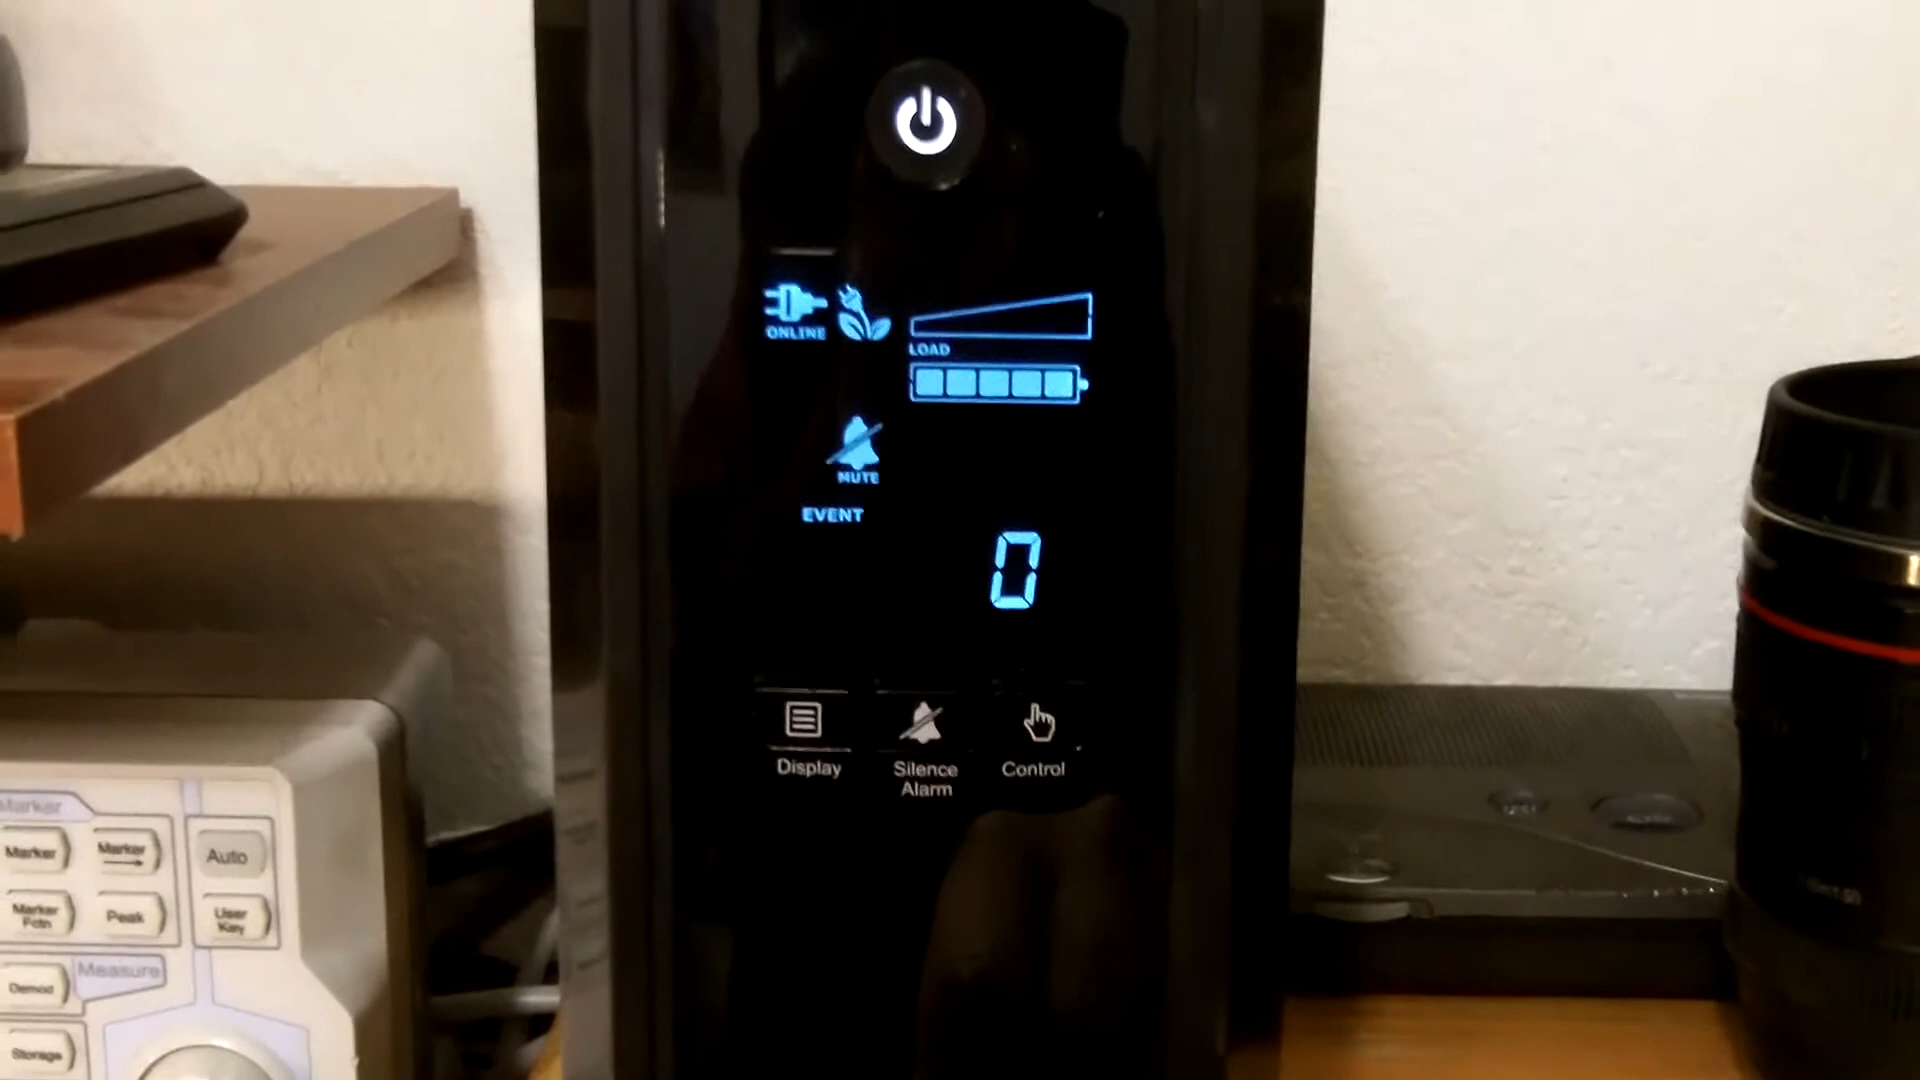 ONLINE
LOAD
MUTE
EVENT
0
Display
Silence
Alarm
Control
Marker
Marker
Marker
Auto
Marker
Fctn
Peak
User
Key
Demod
Measure
Storage